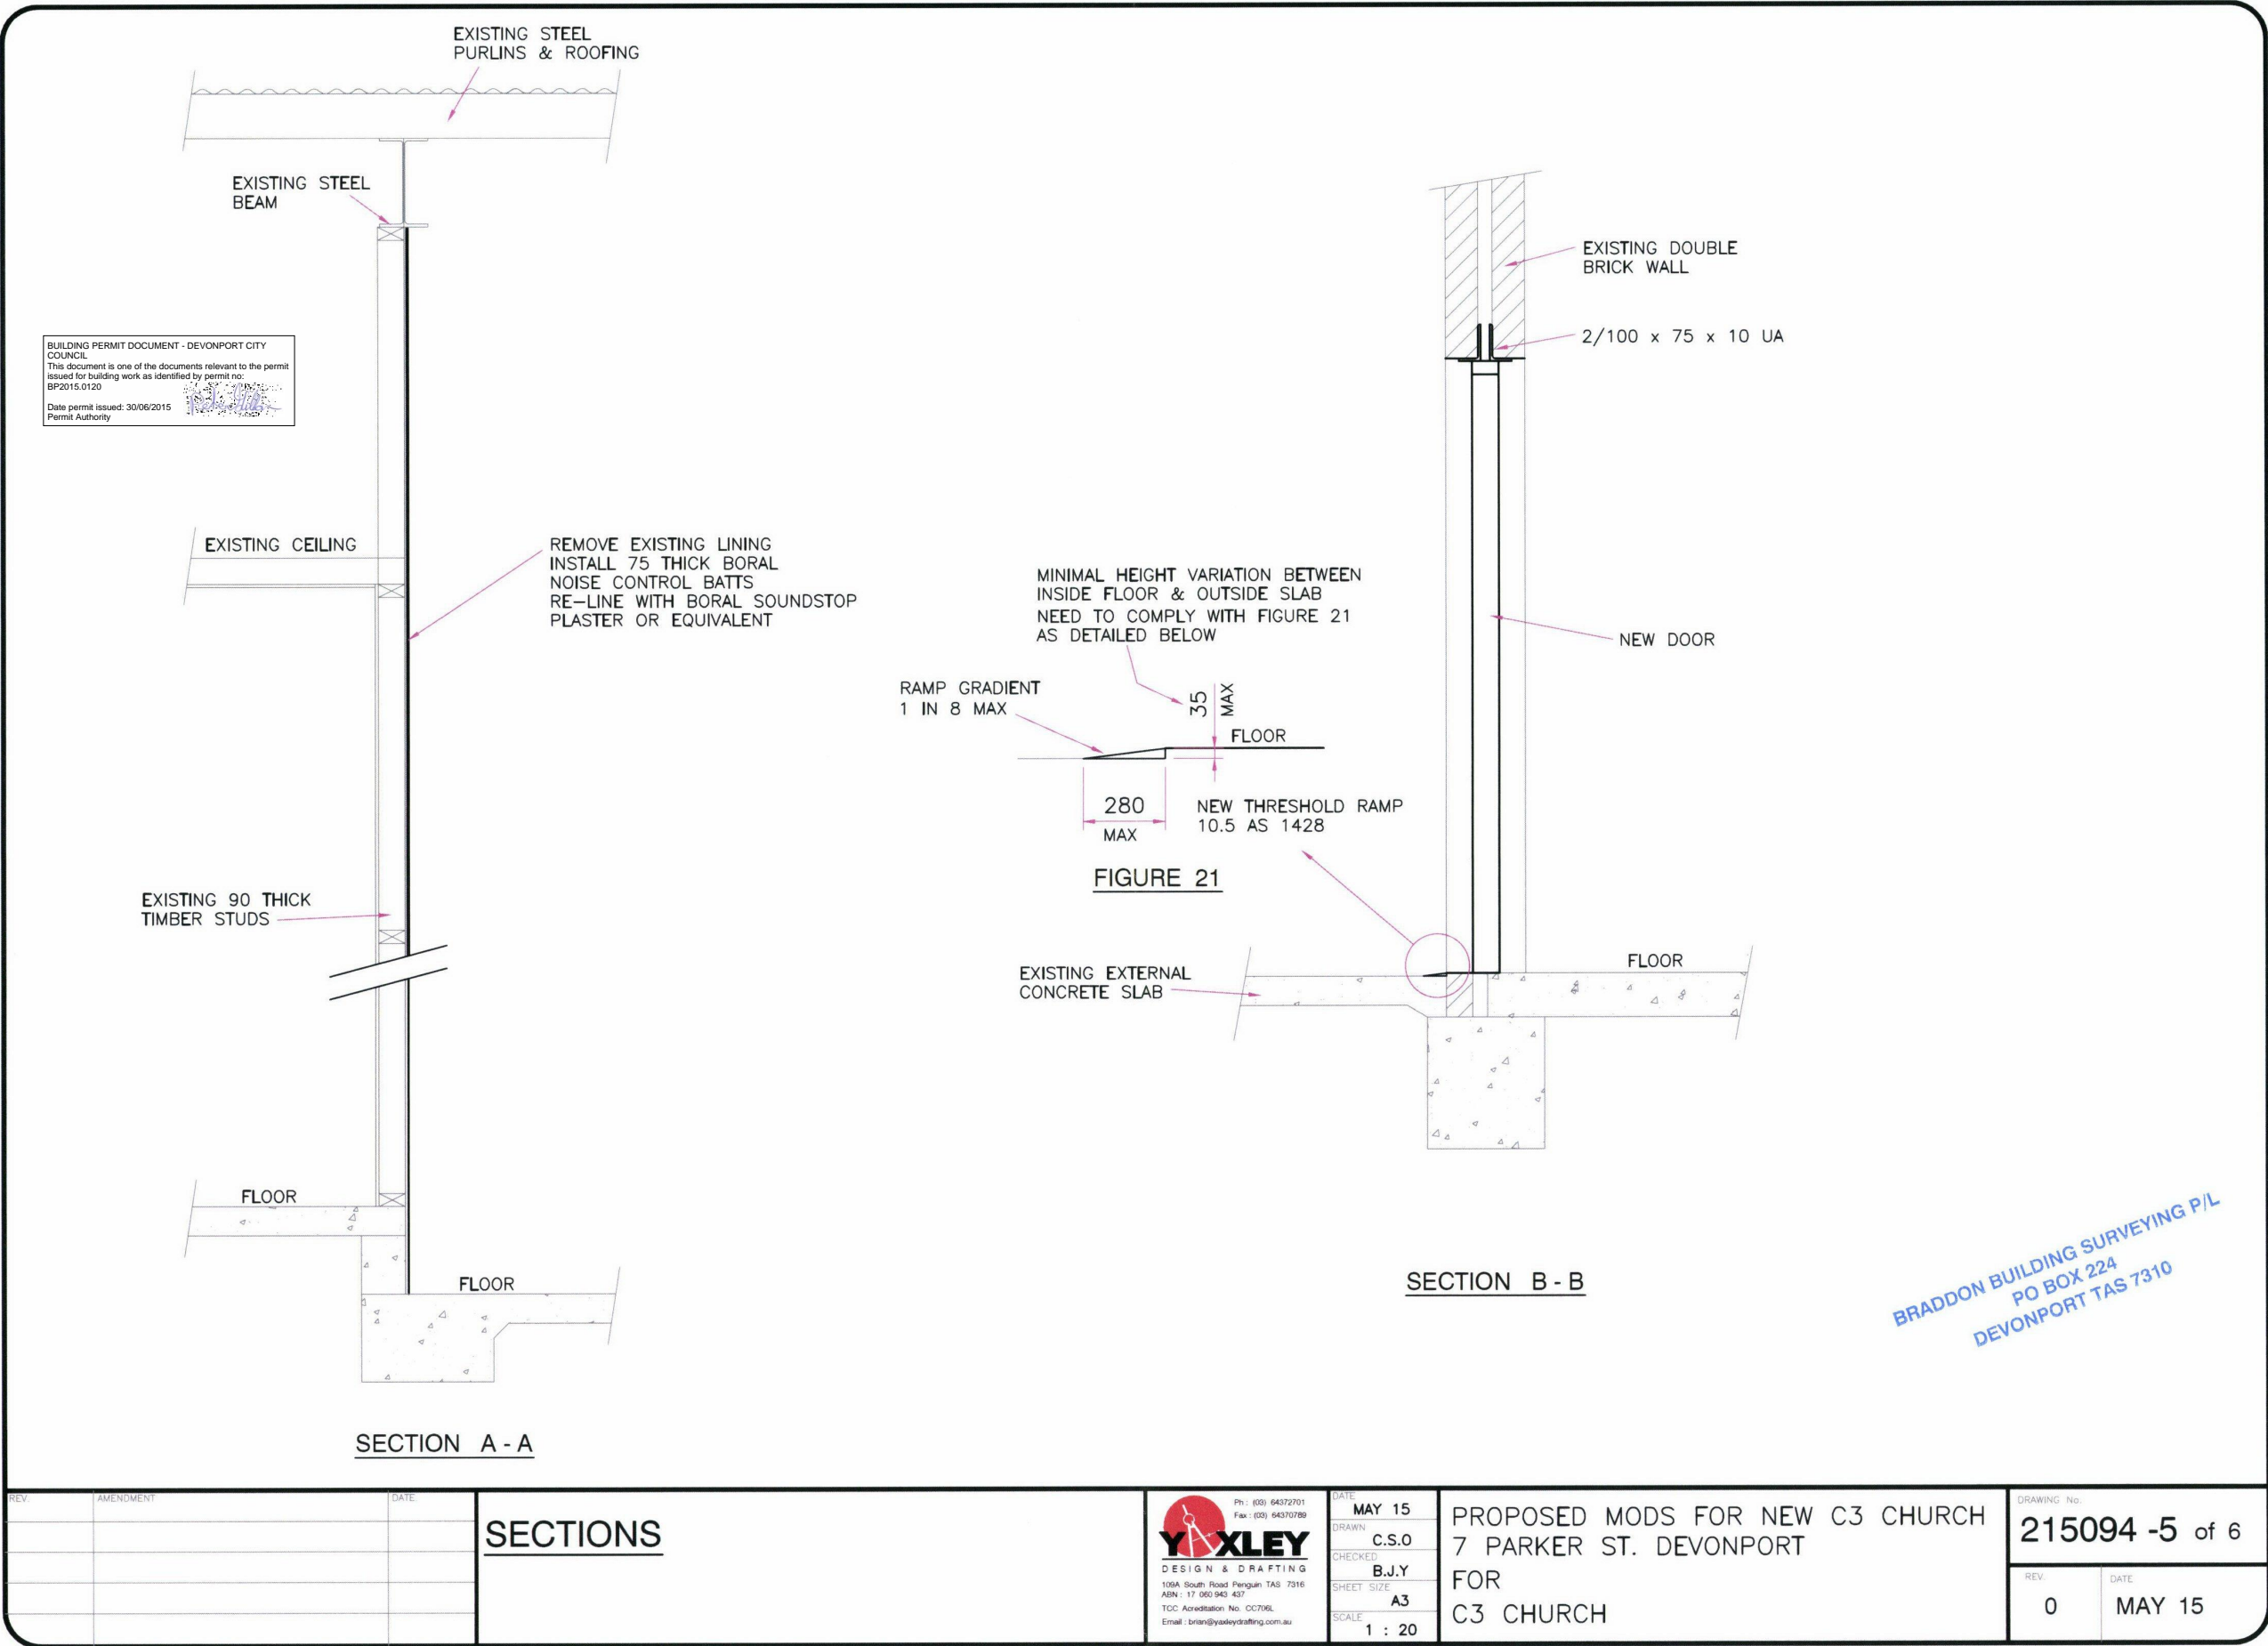 EXISTING STEEL
PURLINS & ROOFING
EXISTING STEEL
BEAM
BUILDING PERMIT DOCUMENT - DEVONPORT CITY
COUNCIL
This document is one of the documents relevant to the permit
issued for building work as identified by permit no:
BP2015.0120
Date permit issued: 30/06/2015
Permit Authority
EXISTING CEILING
REMOVE EXISTING LINING
INSTALL 75 THICK BORAL
NOISE CONTROL BATTS
RE-LINE WITH BORAL SOUNDSTOP
PLASTER OR EQUIVALENT
EXISTING 90 THICK
TIMBER STUDS
FLOOR
FLOOR
SECTION A - A
EXISTING DOUBLE
BRICK WALL
2/100 x 75 x 10 UA
NEW DOOR
MINIMAL HEIGHT VARIATION BETWEEN
INSIDE FLOOR & OUTSIDE SLAB
NEED TO COMPLY WITH FIGURE 21
AS DETAILED BELOW
RAMP GRADIENT
1 IN 8 MAX
35
MAX
FLOOR
280
MAX
NEW THRESHOLD RAMP
10.5 AS 1428
FIGURE 21
EXISTING EXTERNAL
CONCRETE SLAB
FLOOR
SECTION B - B
BRADDON BUILDING SURVEYING P/L
PO BOX 224
DEVONPORT TAS 7310
REV. AMENDMENT DATE.
SECTIONS
Ph : (03) 64372701
Fax : (03) 64370789
YAXLEY
DESIGN & DRAFTING
109A South Road Penguin TAS 7316
ABN : 17 060 943 437
TCC Acreditation No. CC706L
Email : brian@yaxleydrafting.com.au
DATE
MAY 15
DRAWN
C.S.O
CHECKED
B.J.Y
SHEET SIZE
A3
SCALE
1 : 20
PROPOSED MODS FOR NEW C3 CHURCH
7 PARKER ST. DEVONPORT
FOR
C3 CHURCH
DRAWING No.
215094 -5 of 6
REV. DATE
0 MAY 15